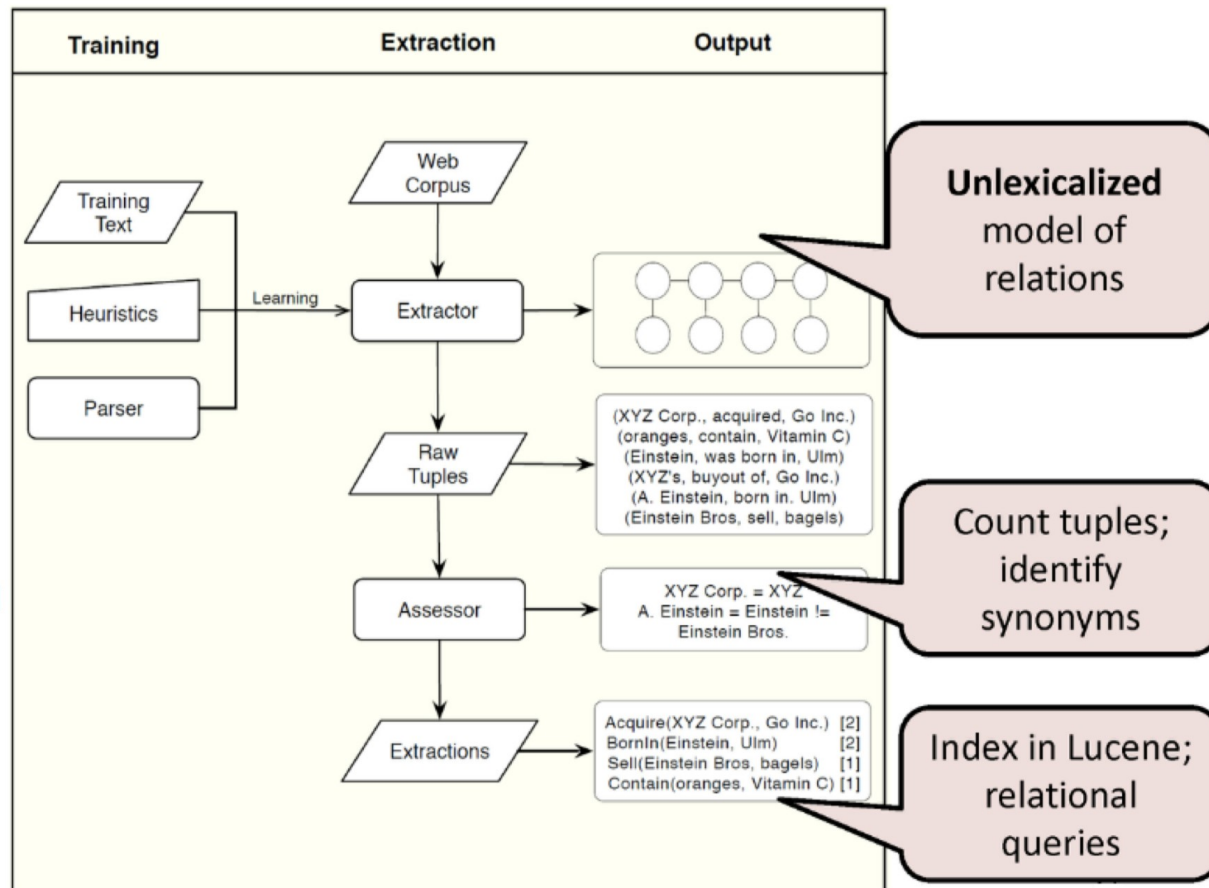 Training
Extraction
Output
Training
Text
Heuristics
Parser
Learning
Web
Corpus
Extractor
Unlexicalized
model of
relations
Raw
Tuples
(XYZ Corp., acquired, Go Inc.)
(oranges, contain, Vitamin C)
(Einstein, was born in, Ulm)
(XYZ's, buyout of, Go Inc.)
(A. Einstein, born in. Ulm)
(Einstein Bros, sell, bagels)
Assessor
XYZ Corp. = XYZ
A. Einstein = Einstein !=
Einstein Bros.
Count tuples;
identify
synonyms
Extractions
Acquire(XYZ Corp., Go Inc.) [2]
BornIn(Einstein, Ulm) [2]
Sell(Einstein Bros, bagels) [1]
Contain(oranges, Vitamin C) [1]
Index in Lucene;
relational
queries